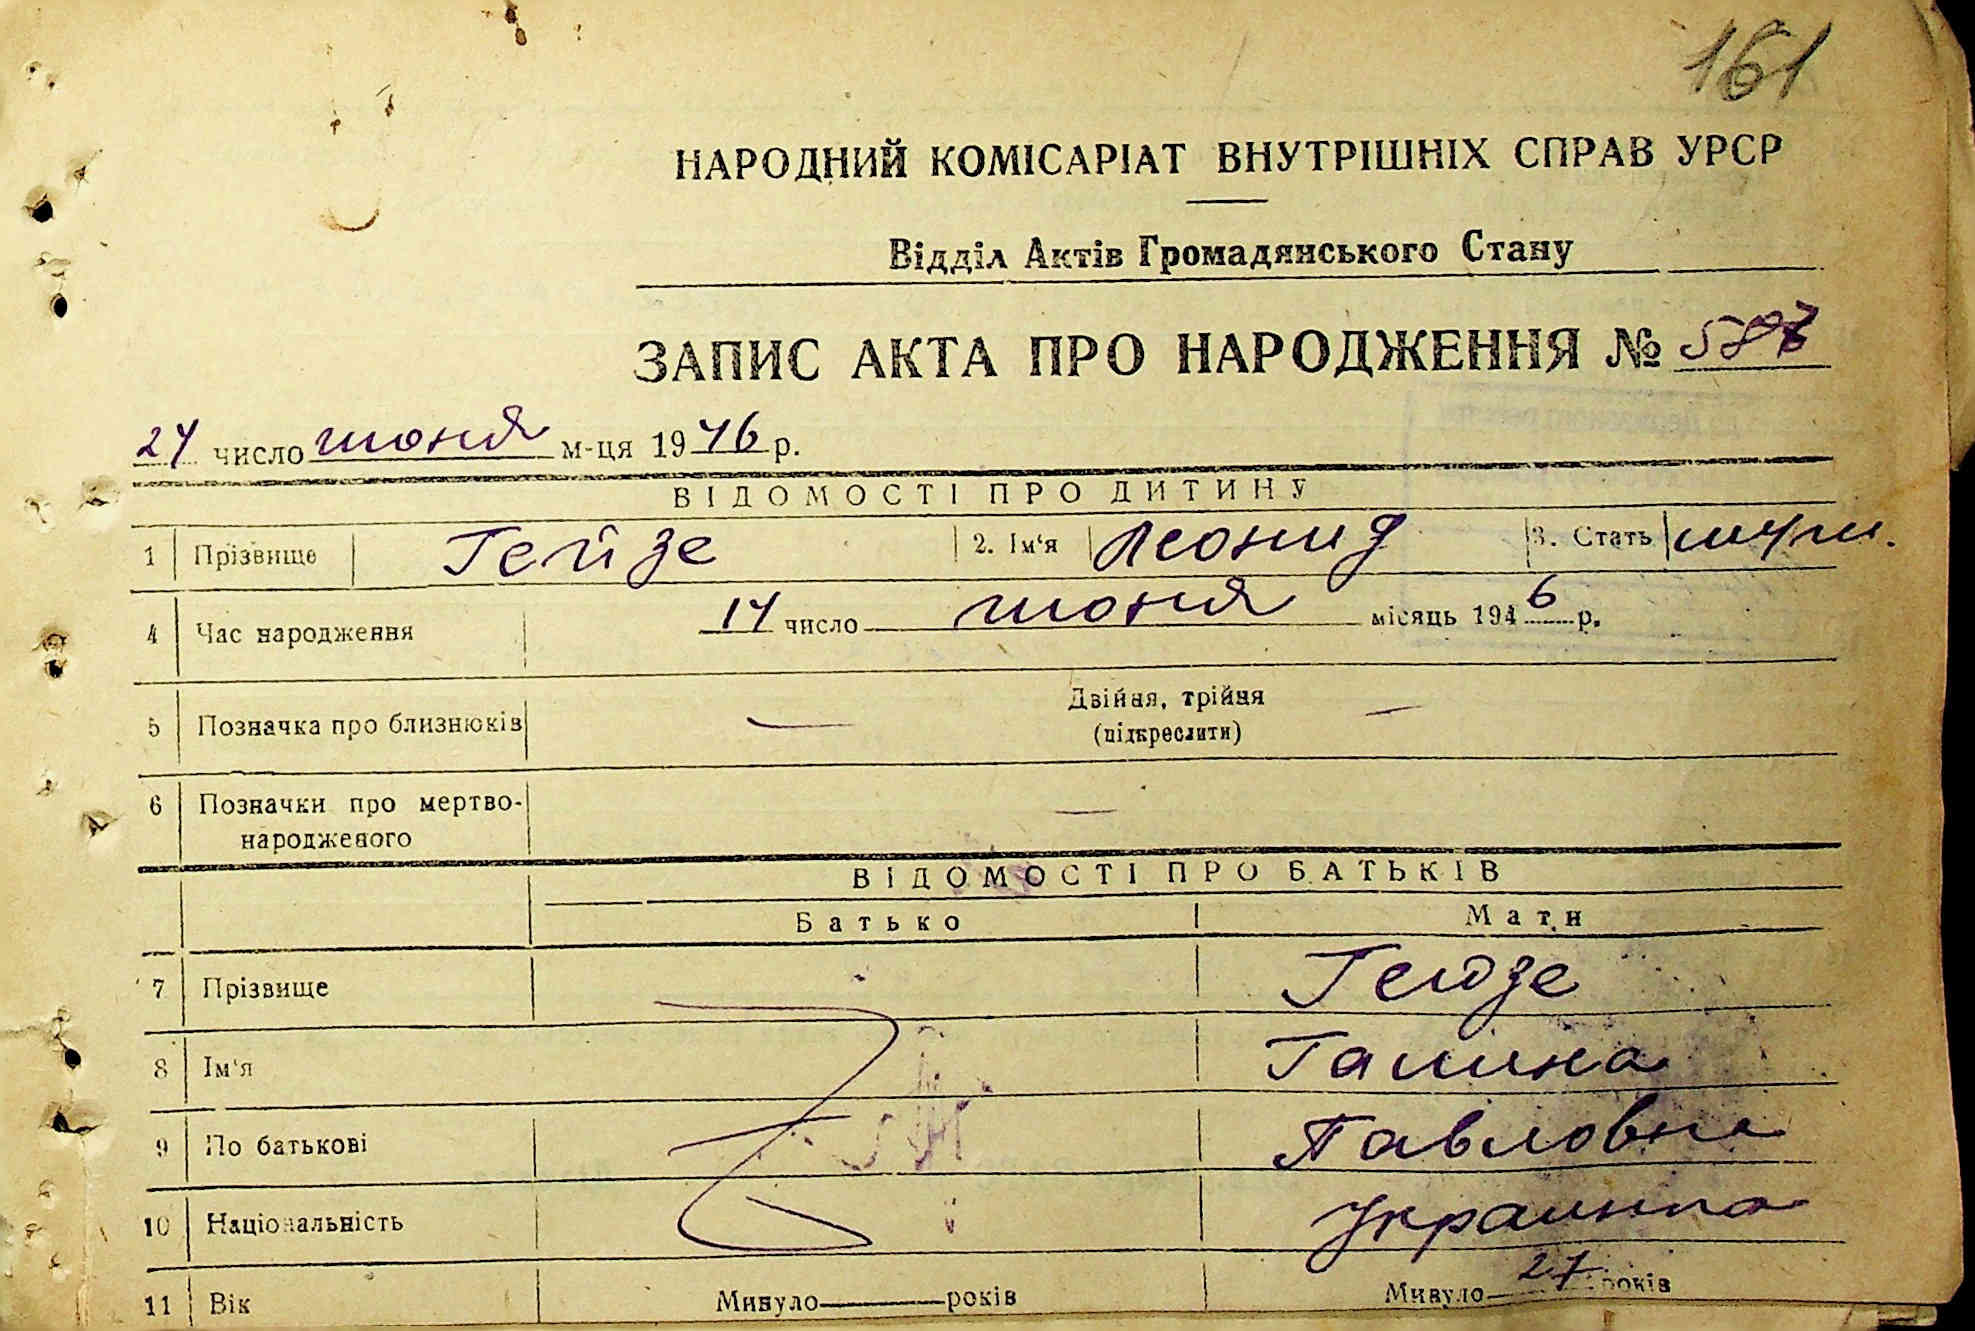 161
НАРОДНИЙ КОМІСАРІАТ ВНУТРІШНІХ СПРАВ УРСР
Відділ Актів Громадянського Стану
ЗАПИС АКТА ПРО НАРОДЖЕННЯ № 587
24 число июня м-ця 1946 р.
ВІДОМОСТІ ПРО ДИТИНУ
1 Прізвище Гейзе 2. Ім'я Леонид 3. Стать муж.
4 Час народження 14 число июня місяць 1946 р.
5 Позначка про близнюків Двійня, трійня
(підкреслити)
6 Позначки про мертво-
народженого
ВІДОМОСТІ ПРО БАТЬКІВ
Батько Мати
7 Прізвище Гейзе
8 Ім'я Галина
9 По батькові Павловна
10 Національність Украинка
11 Вік Минуло років Минуло 27 років